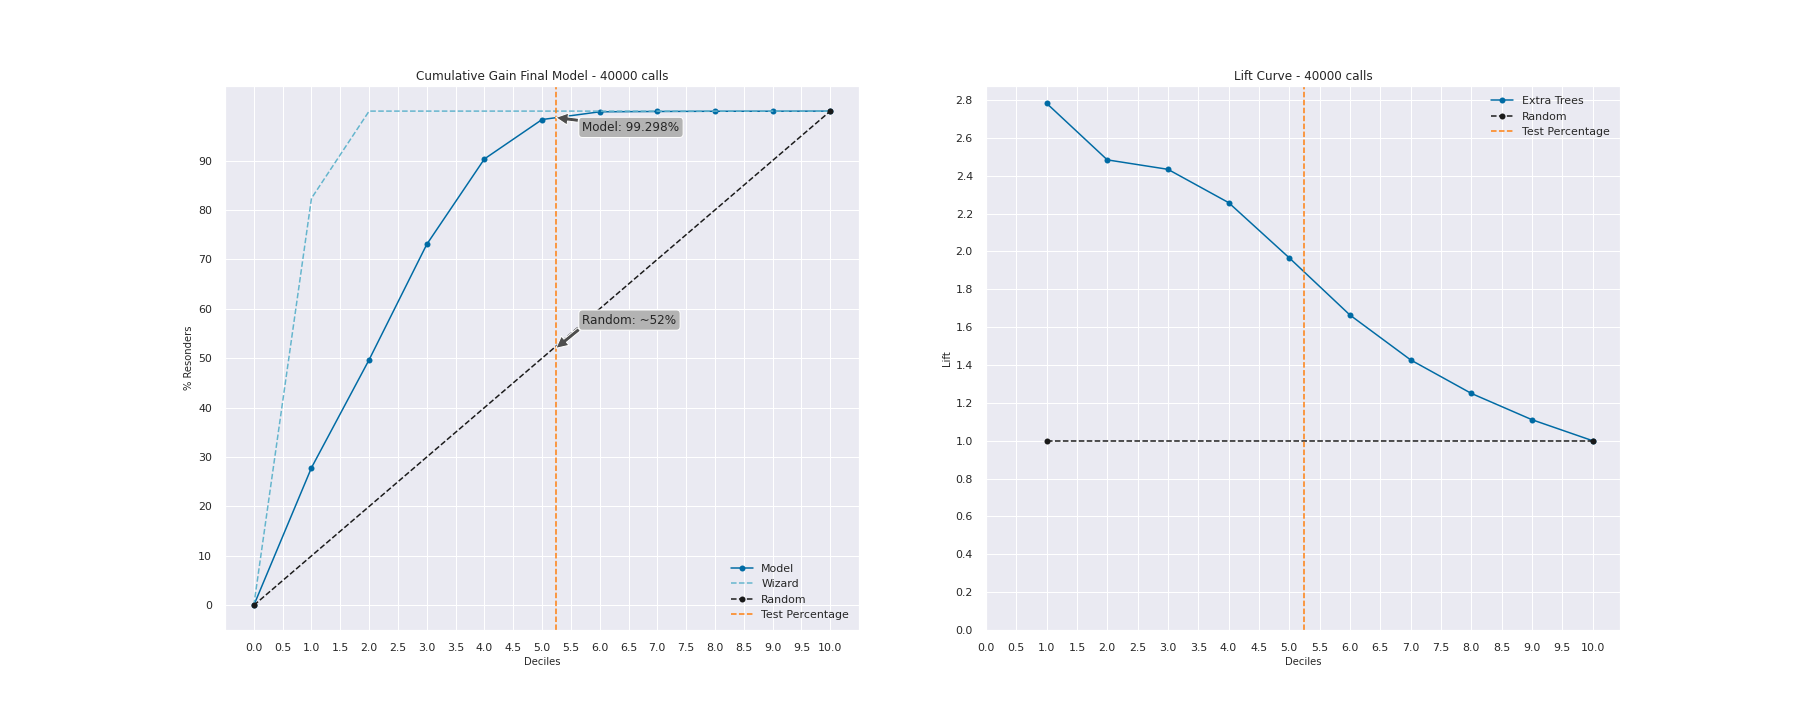 Cumulative Gain Final Model - 40000 calls
% Resonders
90
80
70
60
50
40
30
20
10
0
Model: 99.298%
Random: ~52%
Model
Wizard
Random
Test Percentage
0.0 0.5 1.0 1.5 2.0 2.5 3.0 3.5 4.0 4.5 5.0 5.5 6.0 6.5 7.0 7.5 8.0 8.5 9.0 9.5 10.0
Deciles
Lift Curve - 40000 calls
Lift
2.8
2.6
2.4
2.2
2.0
1.8
1.6
1.4
1.2
1.0
0.8
0.6
0.4
0.2
0.0
Extra Trees
Random
Test Percentage
0.0 0.5 1.0 1.5 2.0 2.5 3.0 3.5 4.0 4.5 5.0 5.5 6.0 6.5 7.0 7.5 8.0 8.5 9.0 9.5 10.0
Deciles